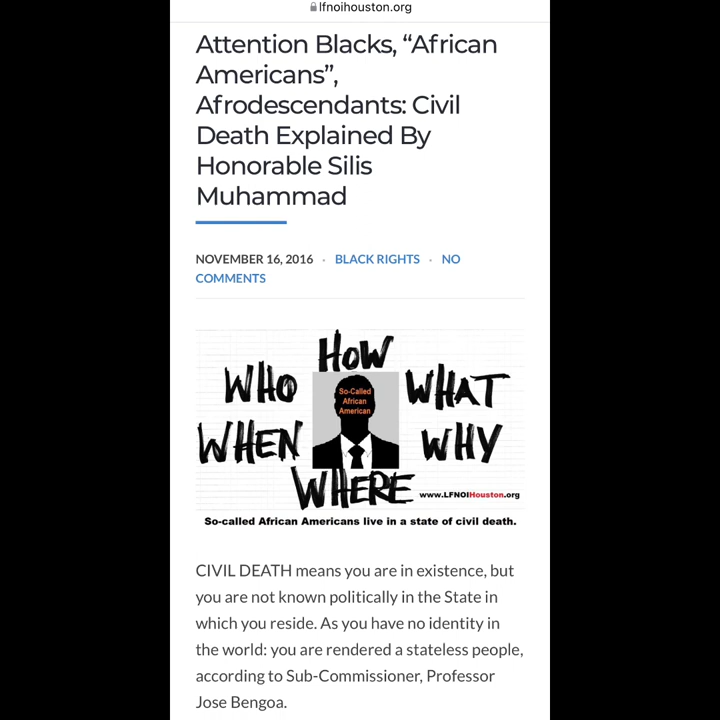 lfnoihouston.org
Attention Blacks, “African
Americans”,
Afrodescendants: Civil
Death Explained By
Honorable Silis
Muhammad
NOVEMBER 16, 2016 · BLACK RIGHTS · NO
COMMENTS
HOW
WHO
WHAT
So-Called
African
American
WHEN
WHY
WHERE
www.LFNOIHouston.org
So-called African Americans live in a state of civil death.
CIVIL DEATH means you are in existence, but
you are not known politically in the State in
which you reside. As you have no identity in
the world: you are rendered a stateless people,
according to Sub-Commissioner, Professor
Jose Bengoa.